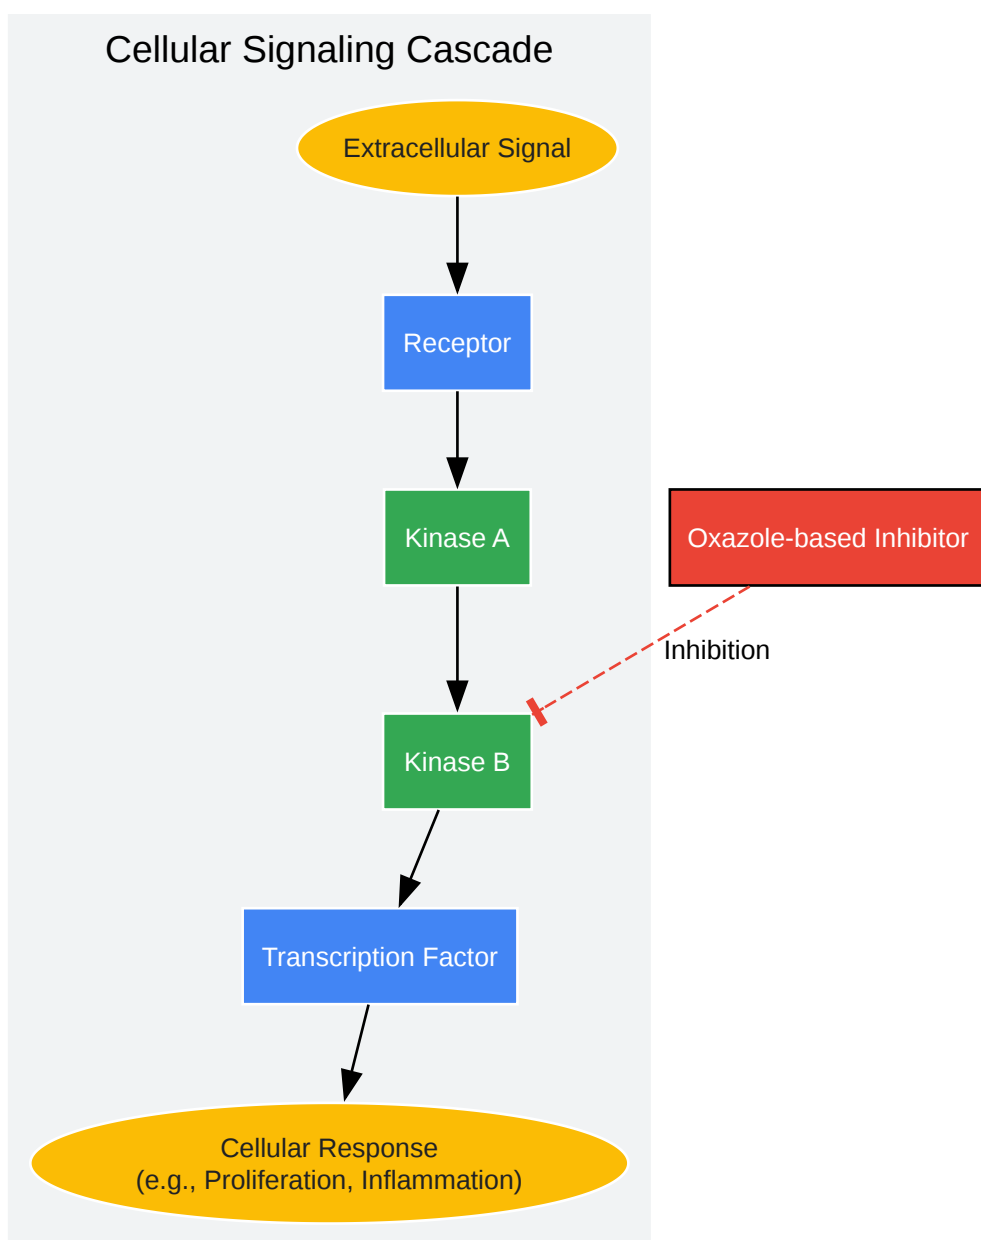 Cellular Signaling Cascade
Extracellular Signal
Receptor
Kinase A
Oxazole-based Inhibitor
Inhibition
Kinase B
Transcription Factor
Cellular Response
(e.g., Proliferation, Inflammation)